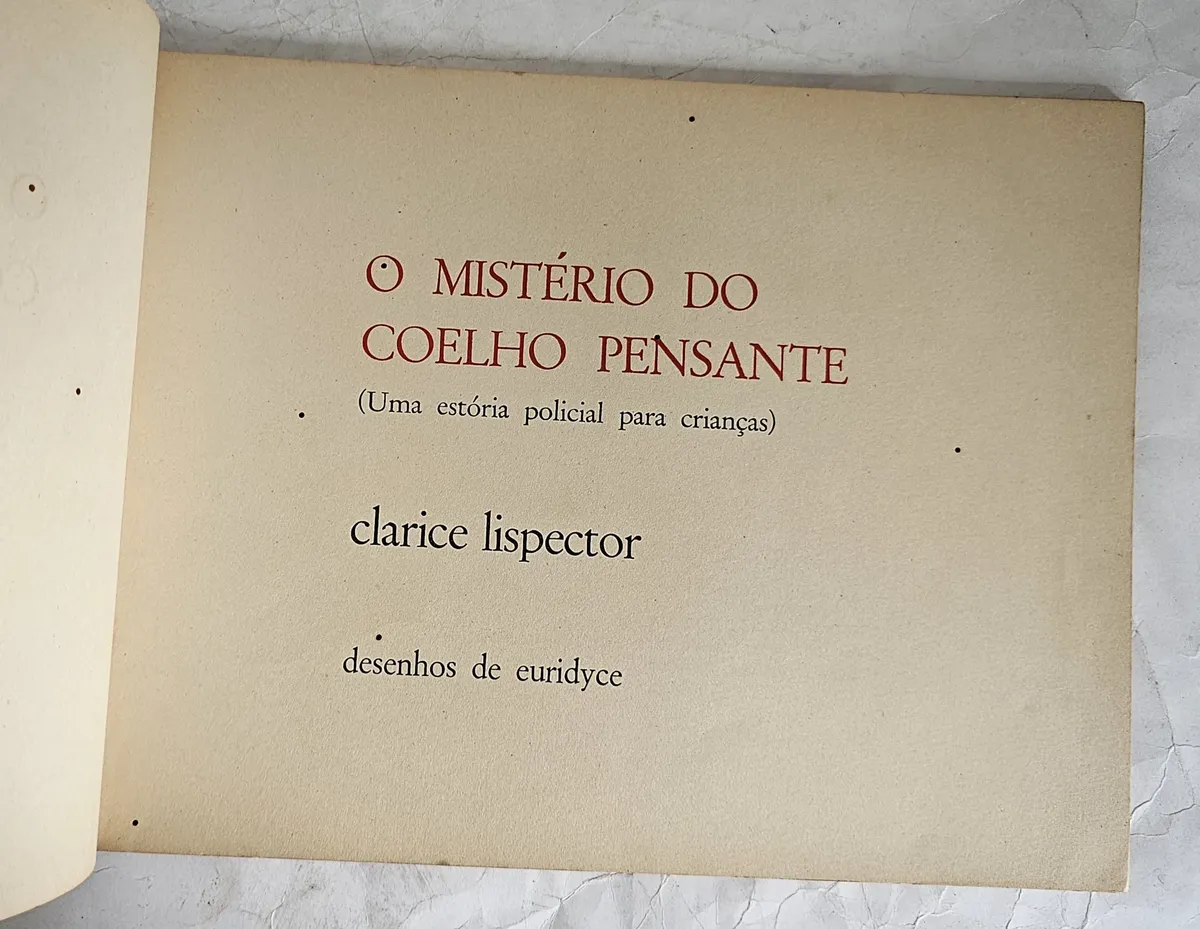 O MISTÉRIO DO
COELHO PENSANTE
(Uma estória policial para crianças)
clarice lispector
desenhos de euridyce